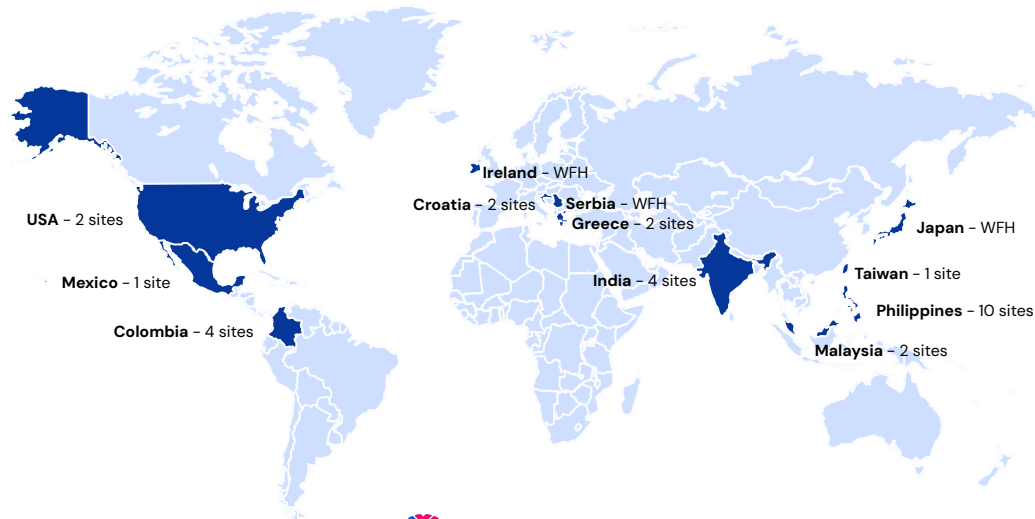 Ireland – WFH
Croatia – 2 sites
Serbia – WFH
USA – 2 sites
Greece – 2 sites
Japan – WFH
Mexico – 1 site
India – 4 sites
Taiwan – 1 site
Philippines – 10 sites
Colombia – 4 sites
Malaysia – 2 sites